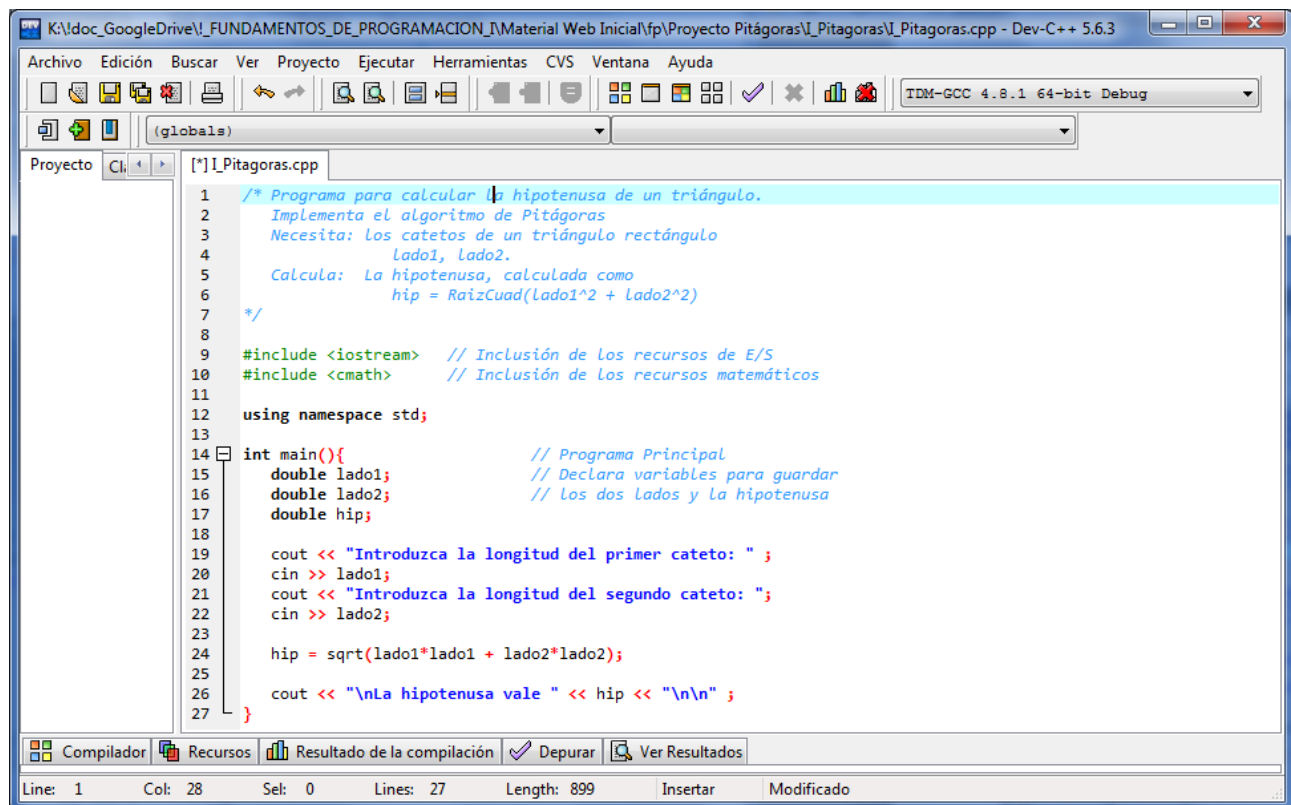 K:\!doc_GoogleDrive\!_FUNDAMENTOS_DE_PROGRAMACION_I\Material Web Inicial\fp\Proyecto Pitágoras\I_Pitagoras\I_Pitagoras.cpp - Dev-C++ 5.6.3
Archivo Edición Buscar Ver Proyecto Ejecutar Herramientas CVS Ventana Ayuda
TDM-GCC 4.8.1 64-bit Debug
(globals)
Proyecto [*] I_Pitagoras.cpp
1 /* Programa para calcular la hipotenusa de un triángulo.
2 Implementa el algoritmo de Pitágoras
3 Necesita: los catetos de un triángulo rectángulo
4 lado1, lado2.
5 Calcula: La hipotenusa, calculada como
6 hip = RaizCuad(lado1^2 + lado2^2)
7 */
8
9 #include <iostream> // Inclusión de los recursos de E/S
10 #include <cmath> // Inclusión de los recursos matemáticos
11
12 using namespace std;
13
14 int main(){ // Programa Principal
15 double lado1; // Declara variables para guardar
16 double lado2; // los dos lados y la hipotenusa
17 double hip;
18
19 cout << "Introduzca la longitud del primer cateto: " ;
20 cin >> lado1;
21 cout << "Introduzca la longitud del segundo cateto: ";
22 cin >> lado2;
23
24 hip = sqrt(lado1*lado1 + lado2*lado2);
25
26 cout << "\nLa hipotenusa vale " << hip << "\n\n" ;
27 }
Compilador Recursos Resultado de la compilación Depurar Ver Resultados
Line: 1 Col: 28 Sel: 0 Lines: 27 Length: 899 Insertar Modificado